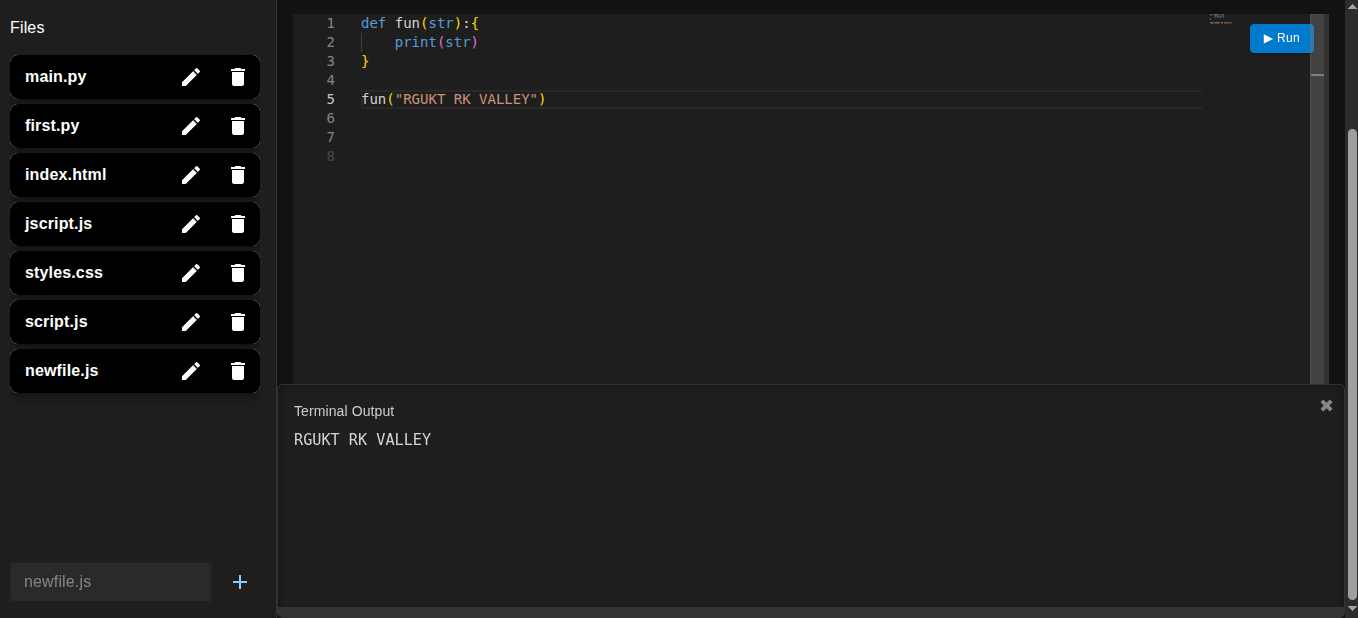 Files
main.py
first.py
index.html
jscript.js
styles.css
script.js
newfile.js
newfile.js
1 def fun(str):{
2     print(str)
3 }
4
5 fun("RGUKT RK VALLEY")
6
7
8
▶ Run
Terminal Output
RGUKT RK VALLEY